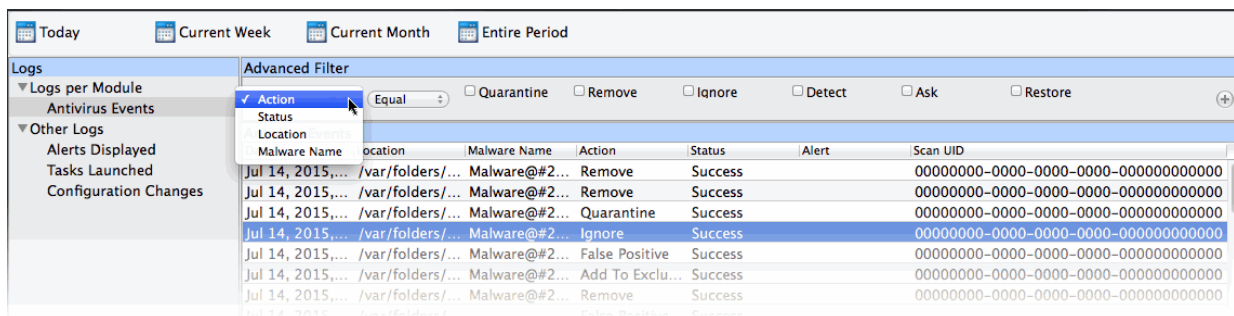 Today Current Week Current Month Entire Period
Logs Advanced Filter
Logs per Module
Antivirus Events
Other Logs
Alerts Displayed
Tasks Launched
Configuration Changes
✓ Action Equal Quarantine Remove Ignore Detect Ask Restore
Status
Location
Malware Name
ocation Malware Name Action Status Alert Scan UID
Jul 14, 2015,... /var/folders/... Malware@#2... Remove Success 00000000-0000-0000-0000-000000000000
Jul 14, 2015,... /var/folders/... Malware@#2... Remove Success 00000000-0000-0000-0000-000000000000
Jul 14, 2015,... /var/folders/... Malware@#2... Quarantine Success 00000000-0000-0000-0000-000000000000
Jul 14, 2015,... /var/folders/... Malware@#2... Ignore Success 00000000-0000-0000-0000-000000000000
Jul 14, 2015,... /var/folders/... Malware@#2... False Positive Success 00000000-0000-0000-0000-000000000000
Jul 14, 2015,... /var/folders/... Malware@#2... Add To Exclu... Success 00000000-0000-0000-0000-000000000000
Jul 14, 2015,... /var/folders/... Malware@#2... Remove Success 00000000-0000-0000-0000-000000000000